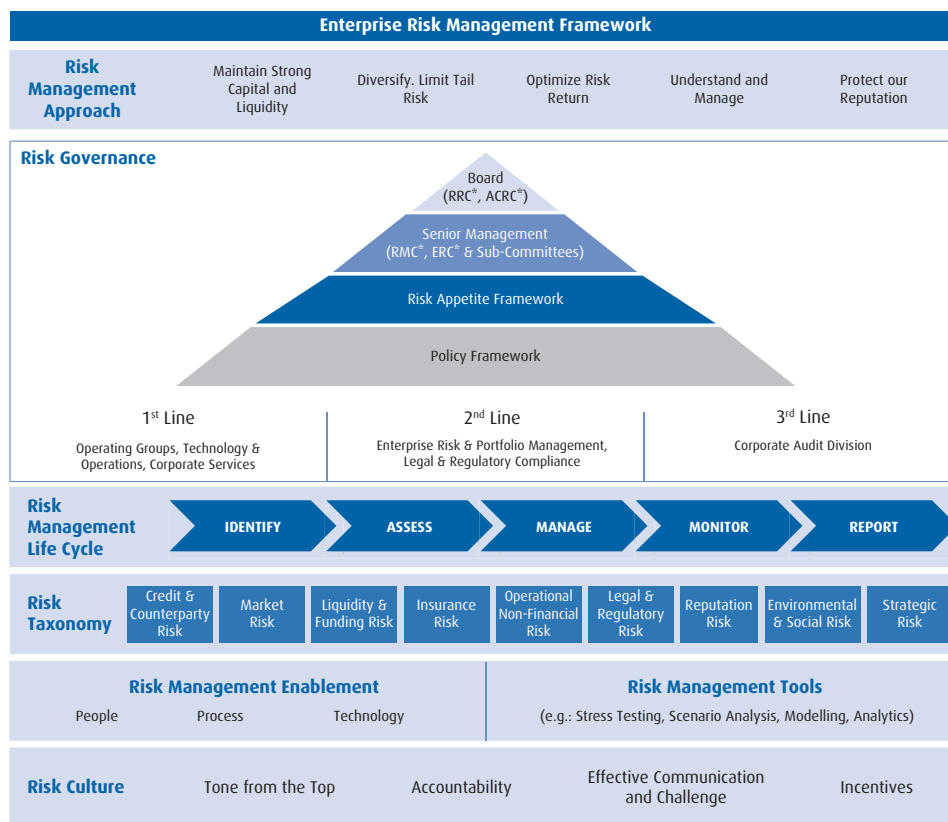 Enterprise Risk Management Framework
Risk
Management
Approach
Maintain Strong
Capital and
Liquidity
Diversify. Limit Tail
Risk
Optimize Risk
Return
Understand and
Manage
Protect our
Reputation
Risk Governance
Board
(RRC*, ACRC*)
Senior Management
(RMC*, ERC* & Sub-Committees)
Risk Appetite Framework
Policy Framework
1st Line
Operating Groups, Technology &
Operations, Corporate Services
2nd Line
Enterprise Risk & Portfolio Management,
Legal & Regulatory Compliance
3rd Line
Corporate Audit Division
Risk
Management
Life Cycle
IDENTIFY
ASSESS
MANAGE
MONITOR
REPORT
Risk
Taxonomy
Credit &
Counterparty
Risk
Market
Risk
Liquidity &
Funding Risk
Insurance
Risk
Operational
Non-Financial
Risk
Legal &
Regulatory
Risk
Reputation
Risk
Environmental
& Social Risk
Strategic
Risk
Risk Management Enablement
People
Process
Technology
Risk Management Tools
(e.g.: Stress Testing, Scenario Analysis, Modelling, Analytics)
Risk Culture
Tone from the Top
Accountability
Effective Communication
and Challenge
Incentives